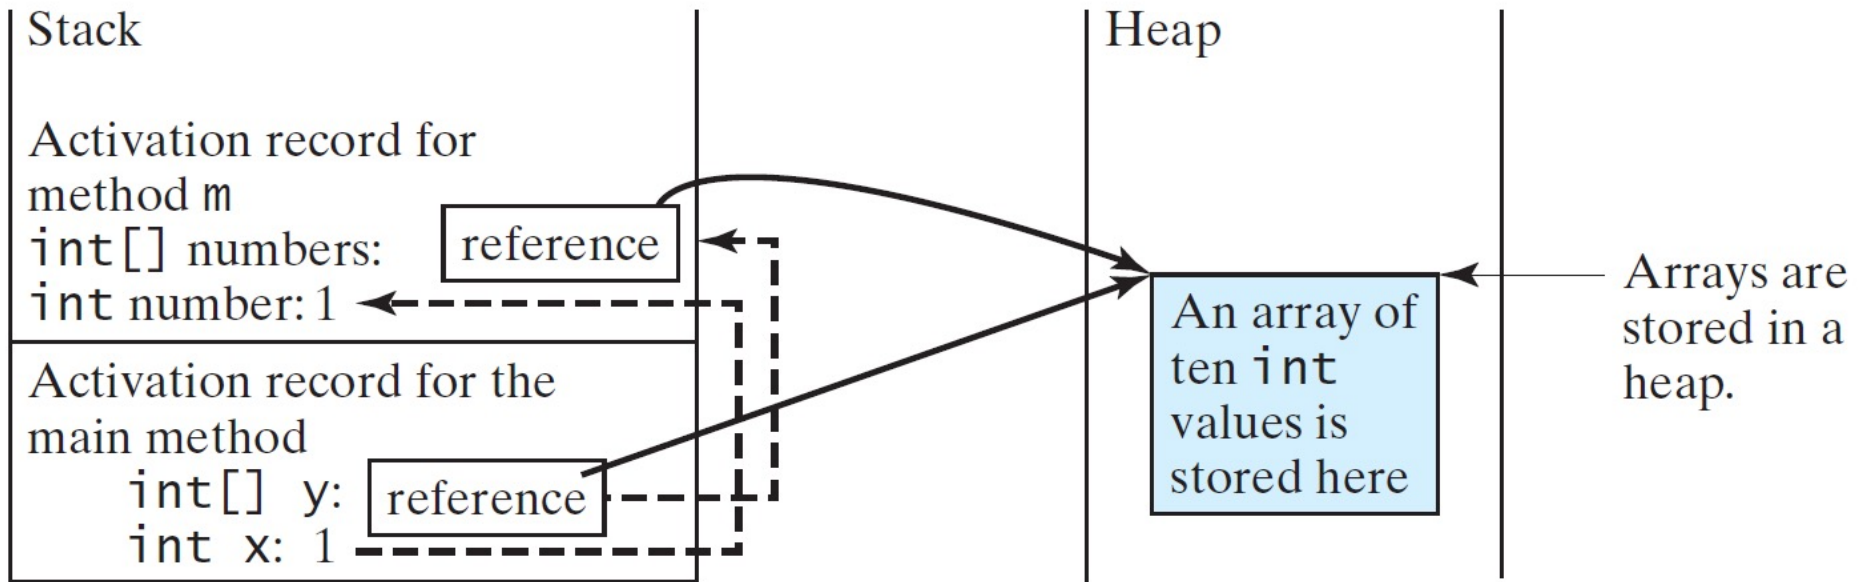 Stack
Activation record for
method m
int[] numbers:
reference
int number: 1
Activation record for the
main method
int[] y:
reference
int x: 1
Heap
An array of
ten int
values is
stored here
Arrays are
stored in a
heap.